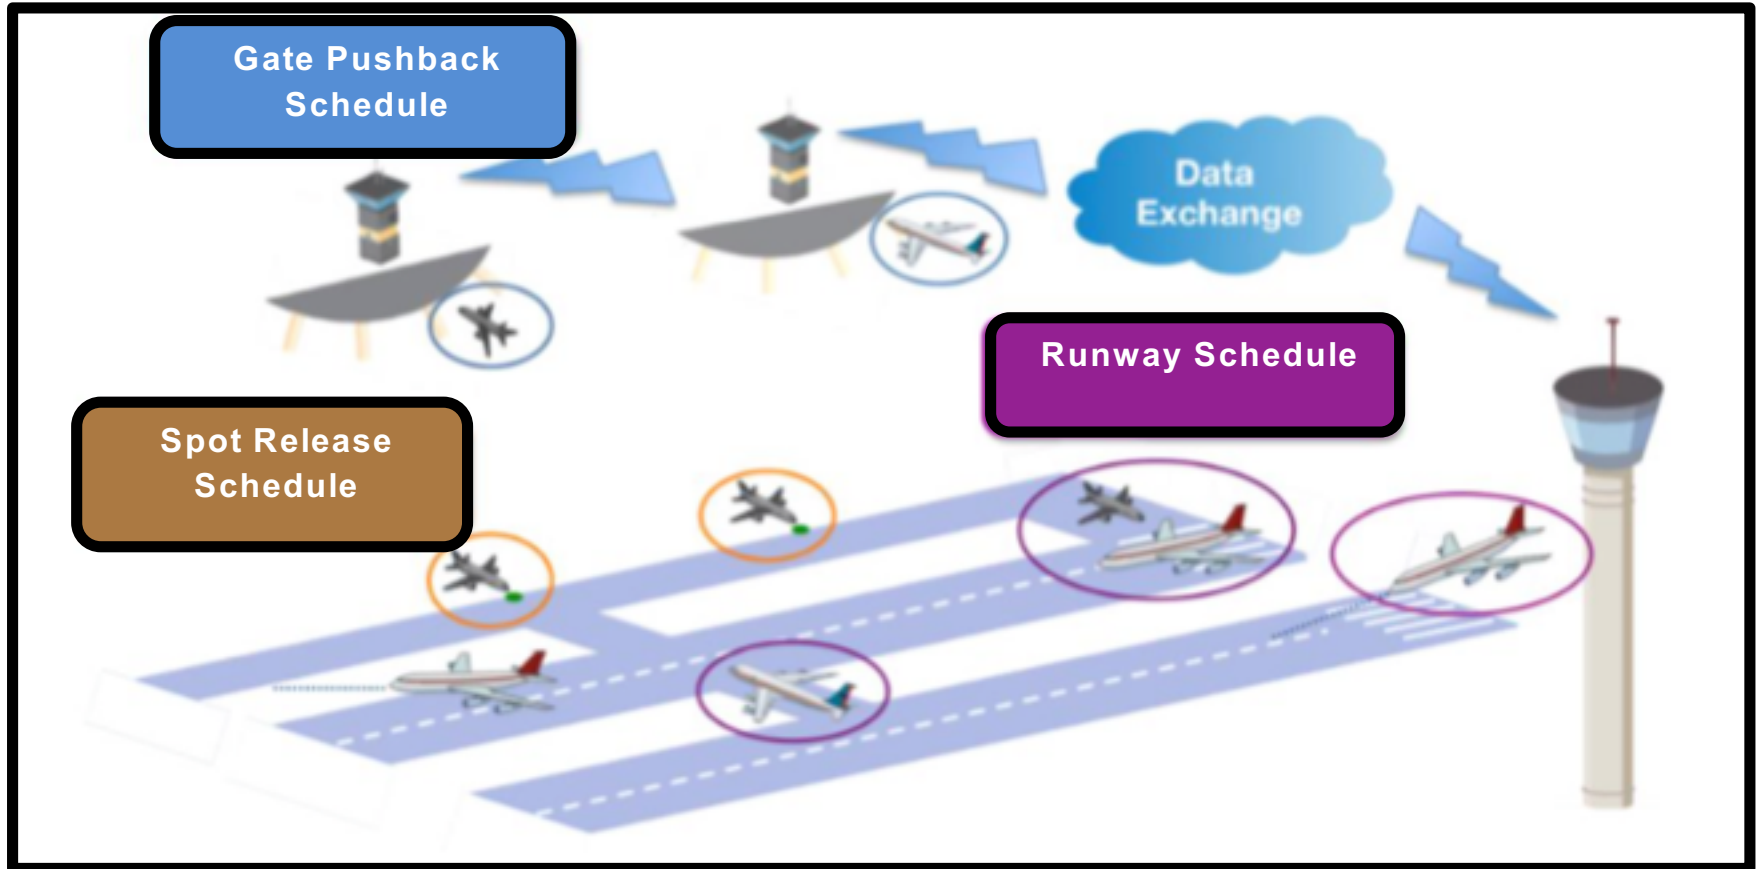 Gate Pushback
Schedule
Data
Exchange
Runway Schedule
Spot Release
Schedule